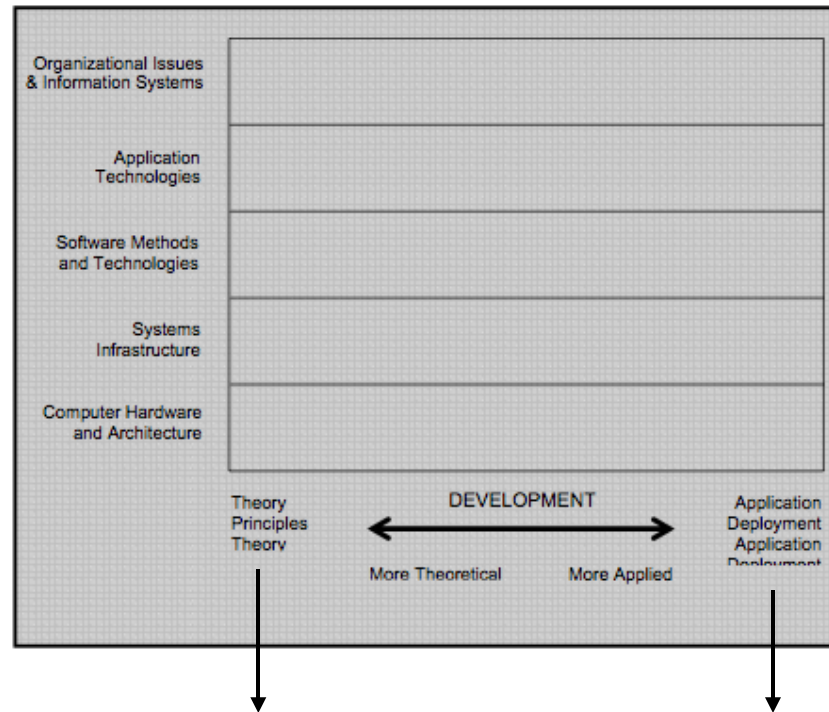 Organizational Issues
& Information Systems
Application
Technologies
Software Methods
and Technologies
Systems
Infrastructure
Computer Hardware
and Architecture
Theory
Principles
Theory
DEVELOPMENT
Application
Deployment
Application
Deployment
More Theoretical
More Applied